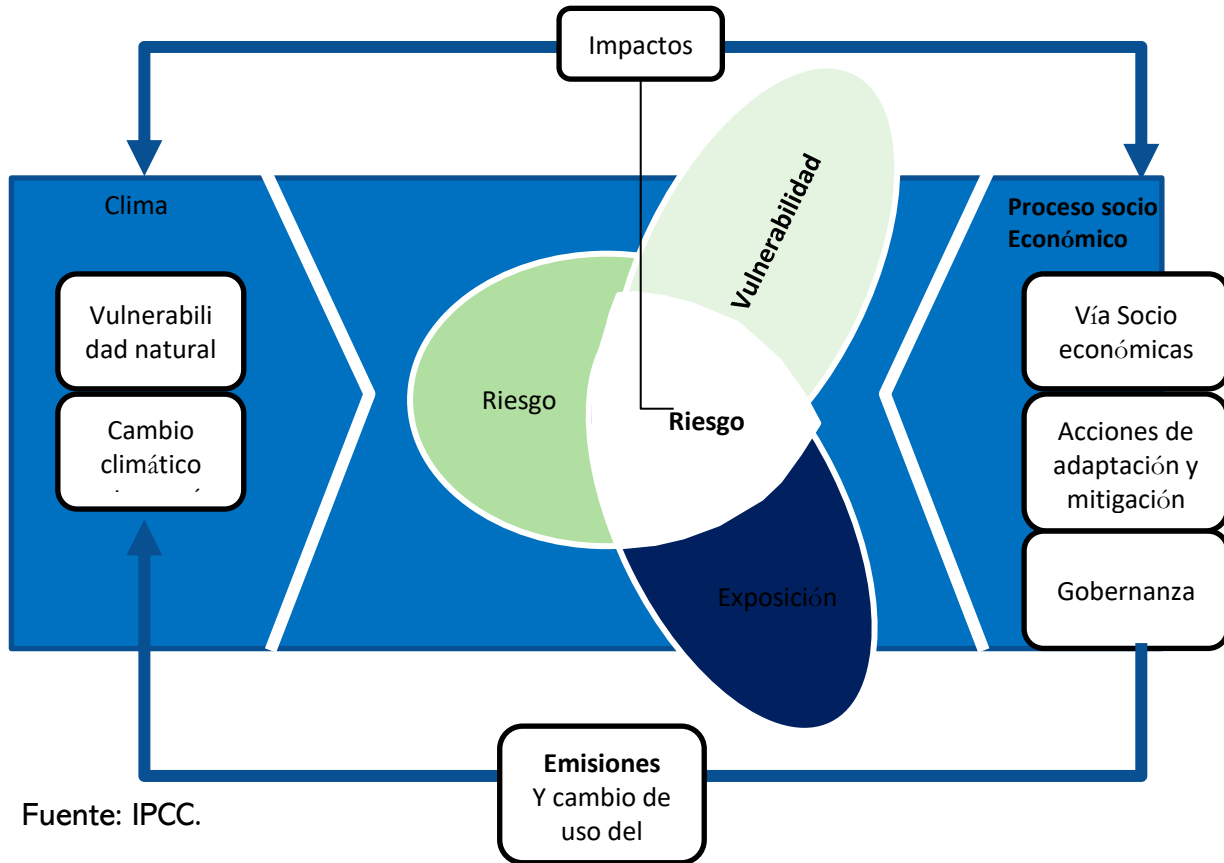 Impactos
Clima
Vulnerabili
dad natural
Cambio
climático
Riesgo
Vulnerabilidad
Riesgo
Exposición
Proceso socio
Económico
Vía Socio
económicas
Acciones de
adaptación y
mitigación
Gobernanza
Emisiones
Y cambio de
uso del
Fuente: IPCC.